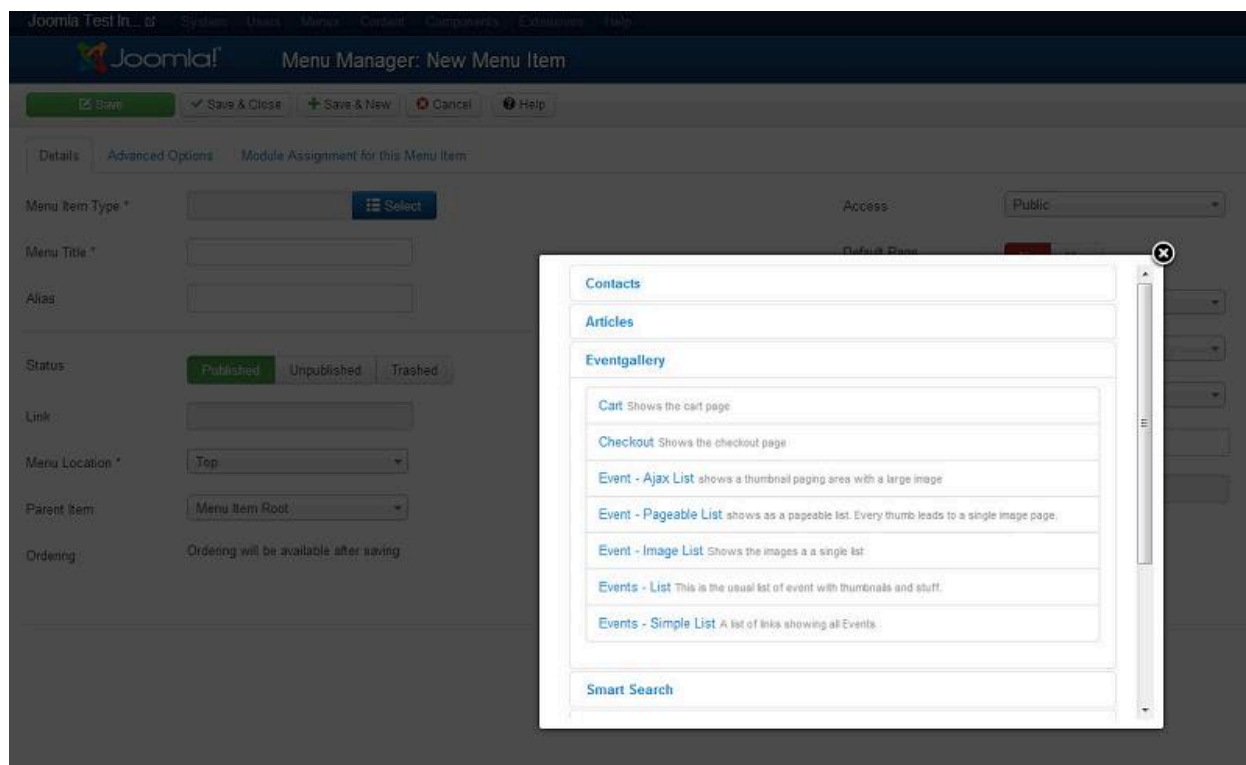 Joomla Test In... System Users Menus Content Components Extensions Help
Joomla! Menu Manager: New Menu Item
Save Save & Close Save & New Cancel Help
Details Advanced Options Module Assignment for this Menu Item
Menu Item Type * Select
Access Public
Menu Title *
Default Page
Alias
Status Published Unpublished Trashed
Link
Menu Location * Top
Parent Item Menu Item Root
Ordering Ordering will be available after saving
Contacts
Articles
Eventgallery
Cart Shows the cart page
Checkout Shows the checkout page
Event - Ajax List shows a thumbnail paging area with a large image
Event - Pageable List shows as a pageable list. Every thumb leads to a single image page.
Event - Image List Shows the images a a single list
Events - List This is the usual list of event with thumbnails and stuff.
Events - Simple List A list of links showing all Events
Smart Search